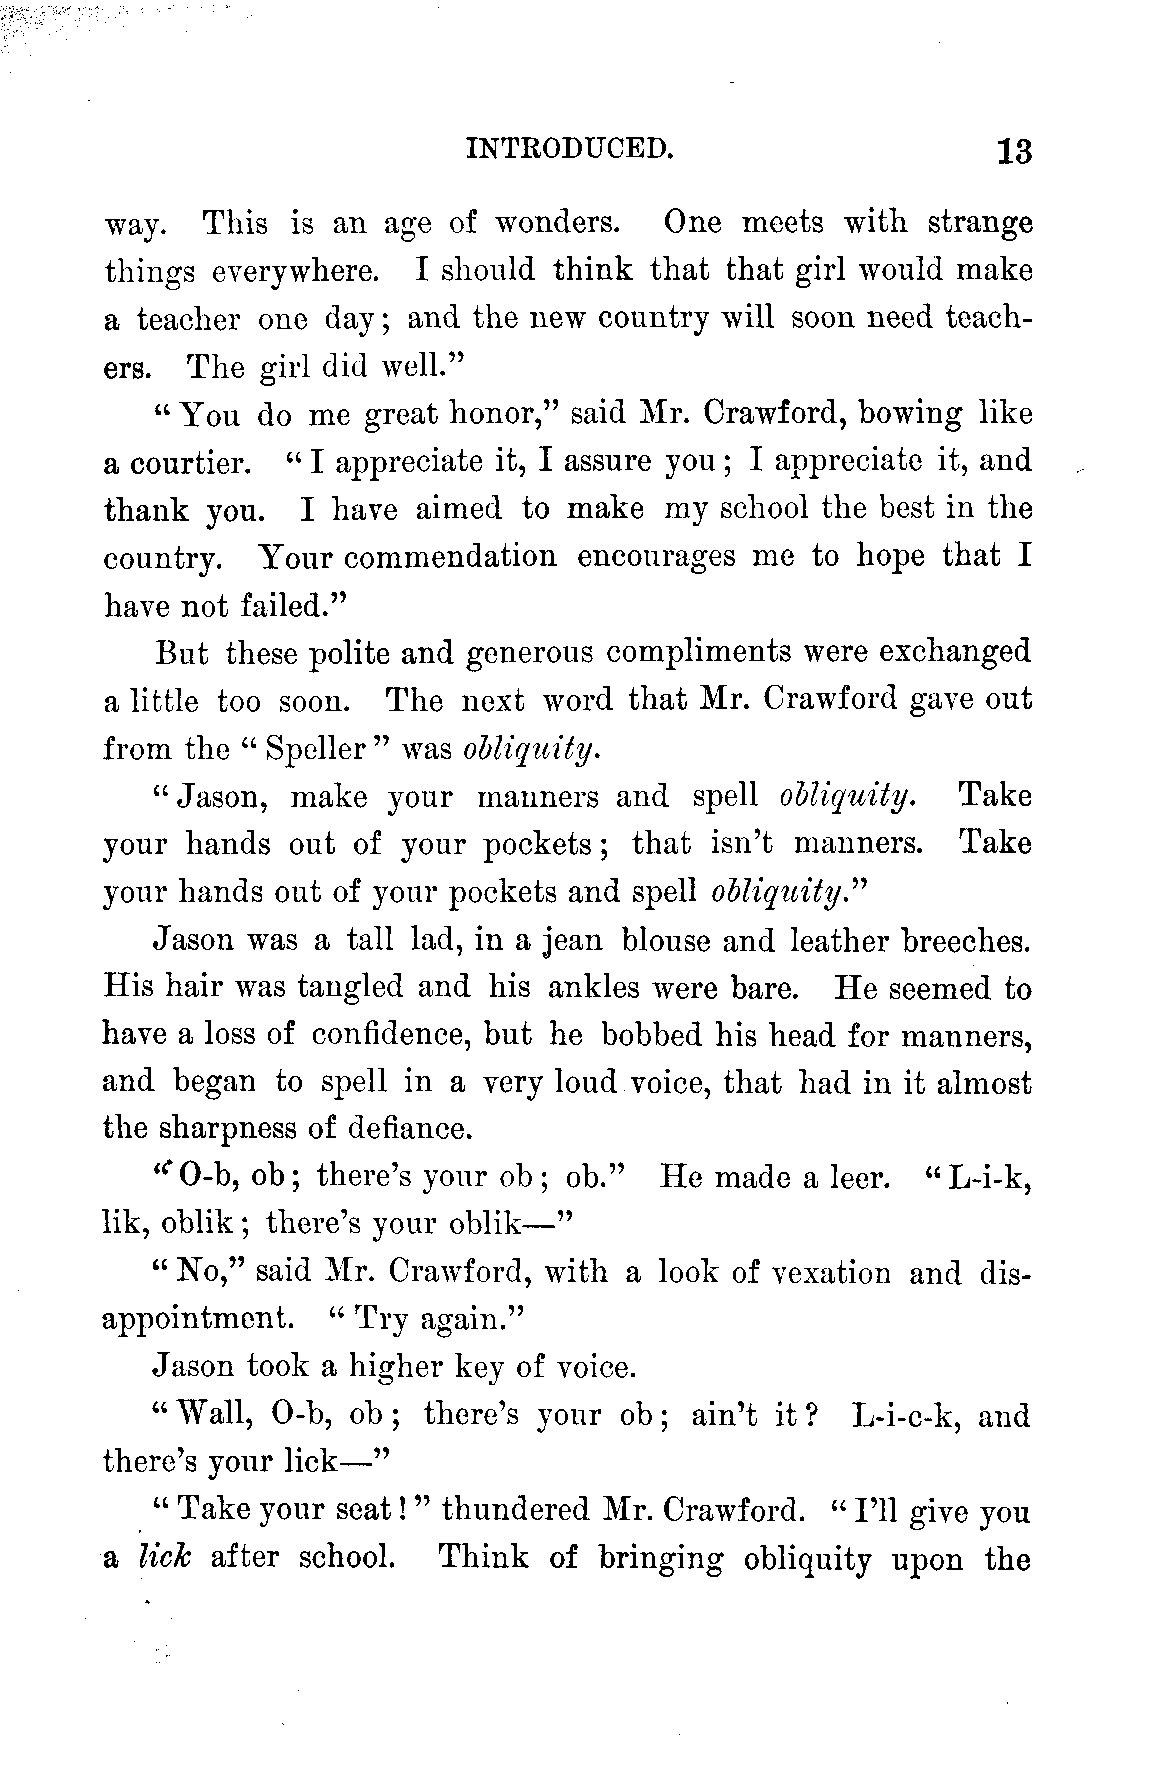 INTRODUCED. 13
way. This is an age of wonders. One meets with strange
things everywhere. I should think that that girl would make
a teacher one day; and the new country will soon need teach-
ers. The girl did well."
"You do me great honor," said Mr. Crawford, bowing like
a courtier. "I appreciate it, I assure you; I appreciate it, and
thank you. I have aimed to make my school the best in the
country. Your commendation encourages me to hope that I
have not failed."
But these polite and generous compliments were exchanged
a little too soon. The next word that Mr. Crawford gave out
from the "Speller" was obliquity.
"Jason, make your manners and spell obliquity. Take
your hands out of your pockets; that isn't manners. Take
your hands out of your pockets and spell obliquity."
Jason was a tall lad, in a jean blouse and leather breeches.
His hair was tangled and his ankles were bare. He seemed to
have a loss of confidence, but he bobbed his head for manners,
and began to spell in a very loud voice, that had in it almost
the sharpness of defiance.
"O-b, ob; there's your ob; ob." He made a leer. "L-i-k,
lik, oblik; there's your oblik—"
"No," said Mr. Crawford, with a look of vexation and dis-
appointment. "Try again."
Jason took a higher key of voice.
"Wall, O-b, ob; there's your ob; ain't it? L-i-c-k, and
there's your lick—"
"Take your seat!" thundered Mr. Crawford. "I'll give you
a lick after school. Think of bringing obliquity upon the